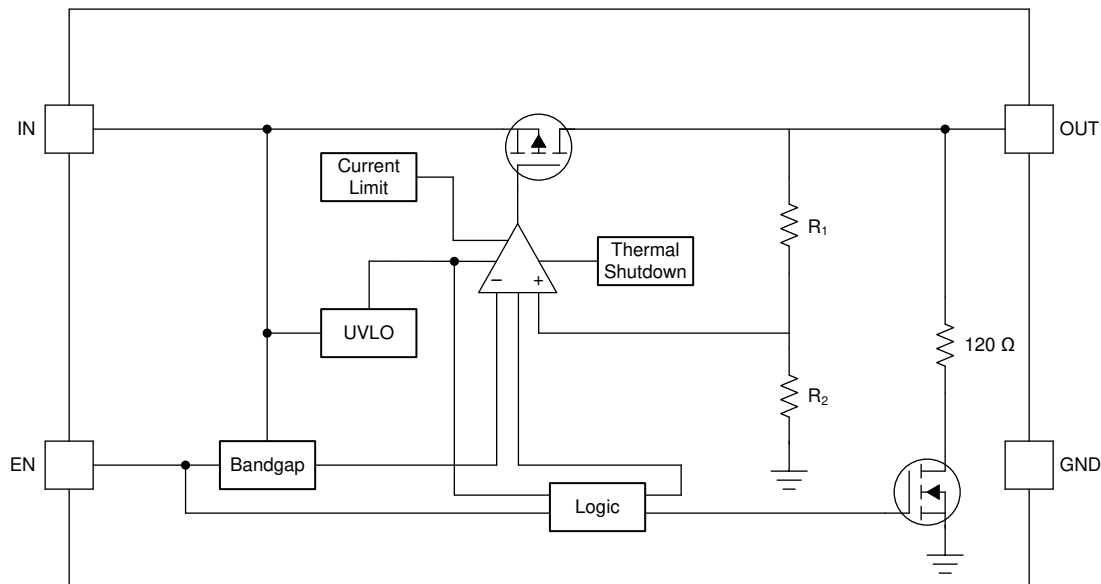 IN
OUT
Current
Limit
R1
Thermal
Shutdown
− +
UVLO
120 Ω
R2
EN
Bandgap
GND
Logic